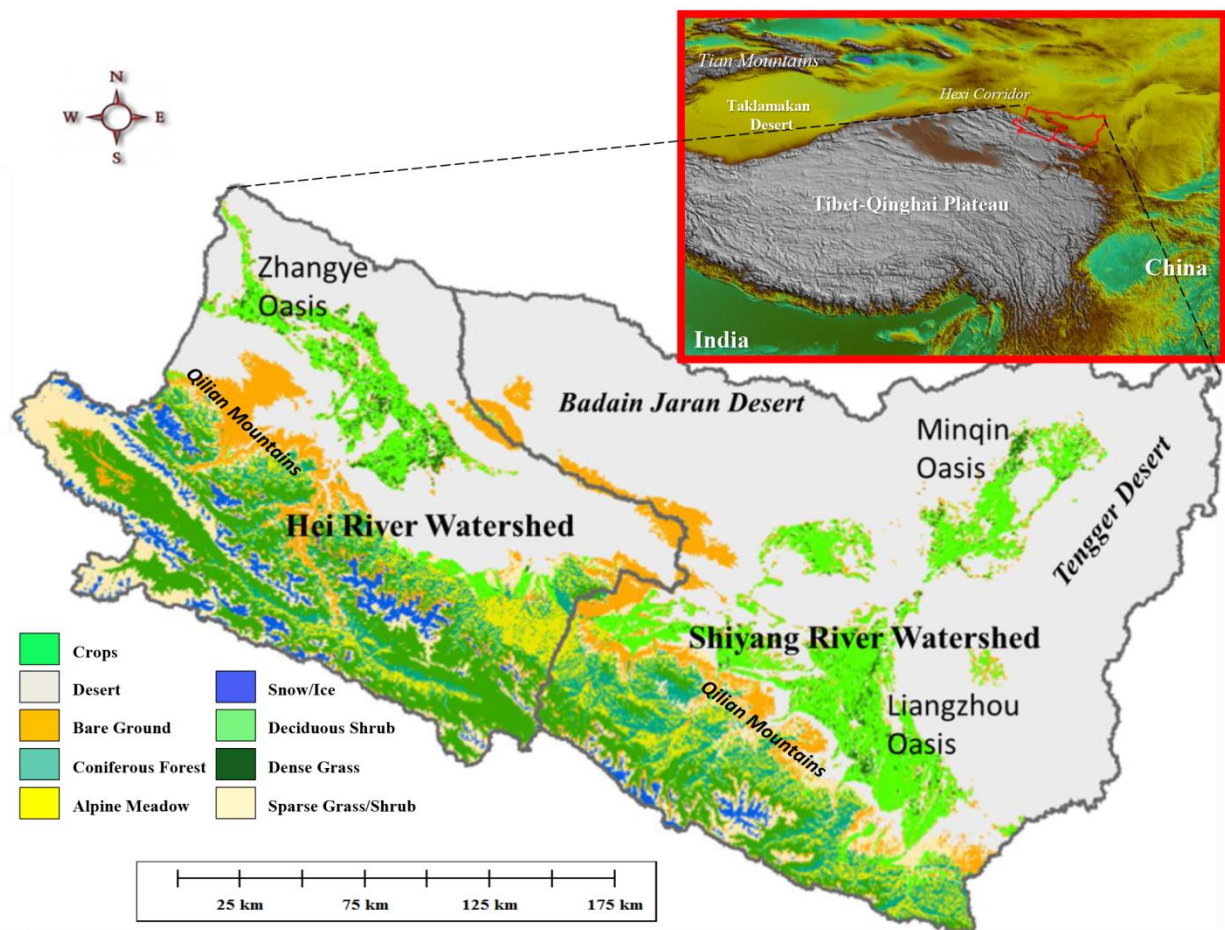 N
W
E
S
Tian Mountains
Hexi Corridor
Taklamakan
Desert
Tibet-Qinghai Plateau
China
India
Zhangye
Oasis
Qilian Mountains
Badain Jaran Desert
Minqin
Oasis
Tengger Desert
Hei River Watershed
Shiyang River Watershed
Qilian Mountains
Liangzhou
Oasis
Crops
Desert
Bare Ground
Coniferous Forest
Alpine Meadow
Snow/Ice
Deciduous Shrub
Dense Grass
Sparse Grass/Shrub
25 km
75 km
125 km
175 km